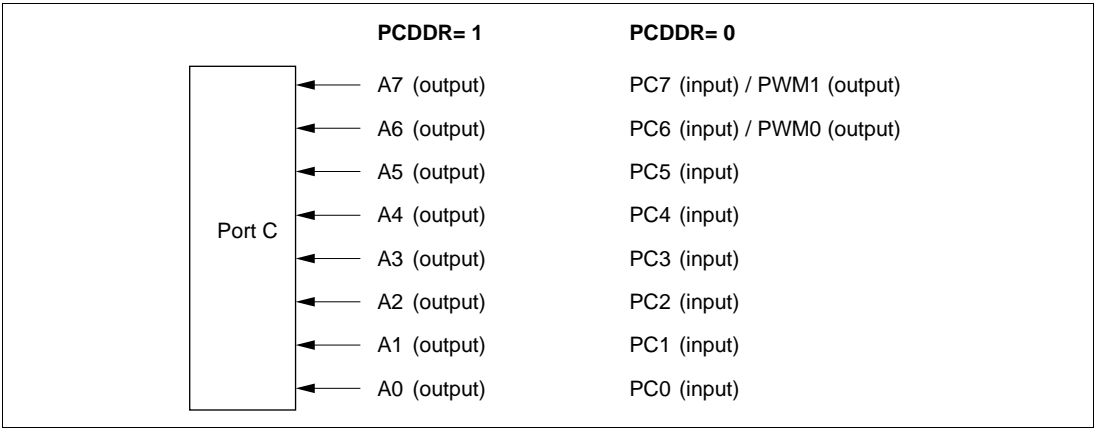 PCDDR= 1 PCDDR= 0
A7 (output) PC7 (input) / PWM1 (output)
A6 (output) PC6 (input) / PWM0 (output)
A5 (output) PC5 (input)
A4 (output) PC4 (input)
Port C
A3 (output) PC3 (input)
A2 (output) PC2 (input)
A1 (output) PC1 (input)
A0 (output) PC0 (input)